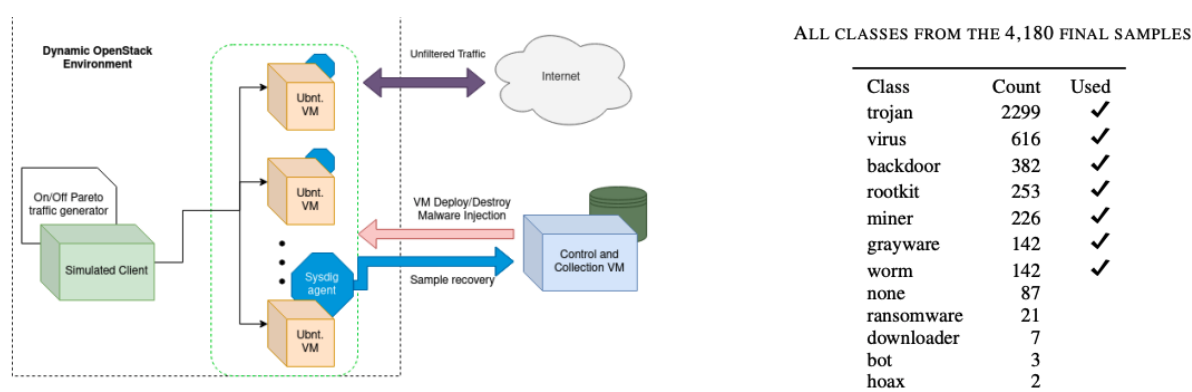 Dynamic OpenStack
Environment
Ubnt.
VM
Unfiltered Traffic
Internet
Ubnt.
VM
On/Off Pareto
traffic generator
Simulated Client
VM Deploy/Destroy
Malware Injection
Control and
Collection VM
Sysdig
agent
Sample recovery
Ubnt.
VM
ALL CLASSES FROM THE 4,180 FINAL SAMPLES
Class Count Used
trojan 2299 ✓
virus 616 ✓
backdoor 382 ✓
rootkit 253 ✓
miner 226 ✓
grayware 142 ✓
worm 142 ✓
none 87
ransomware 21
downloader 7
bot 3
hoax 2